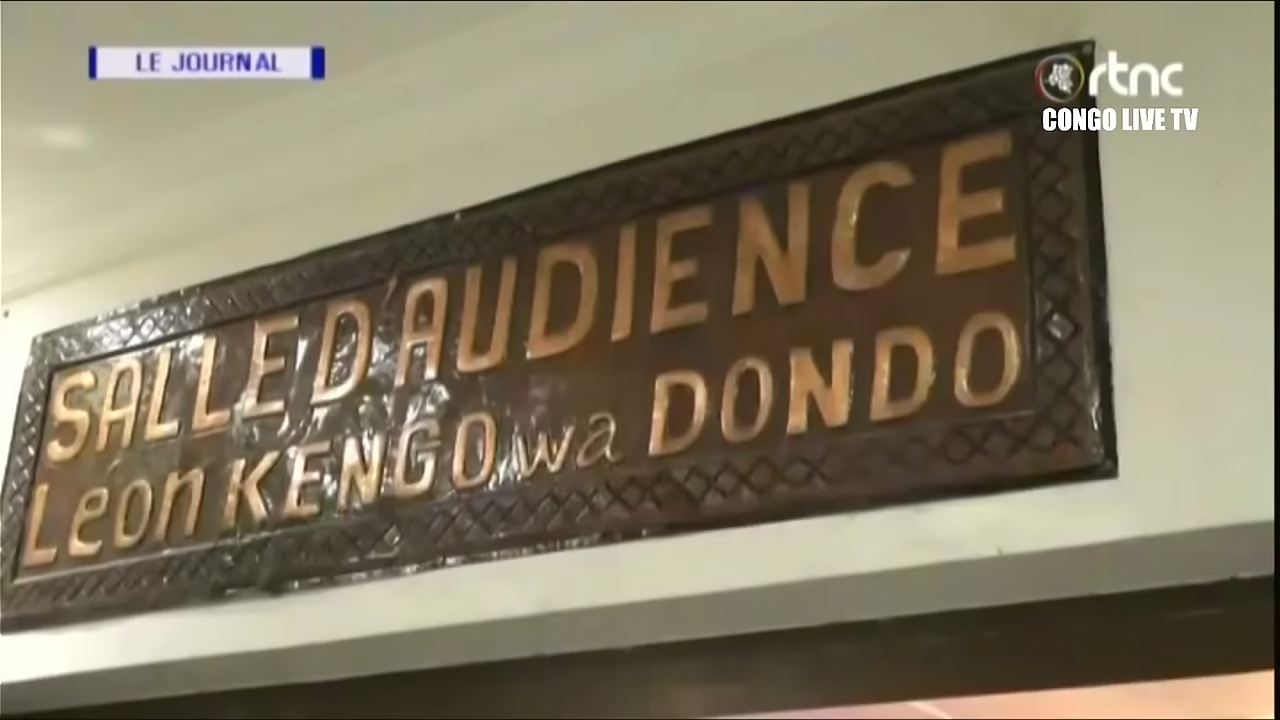 LE JOURNAL
rtnc
CONGO LIVE TV
SALLE D'AUDIENCE
Léon KENGO wa DONDO